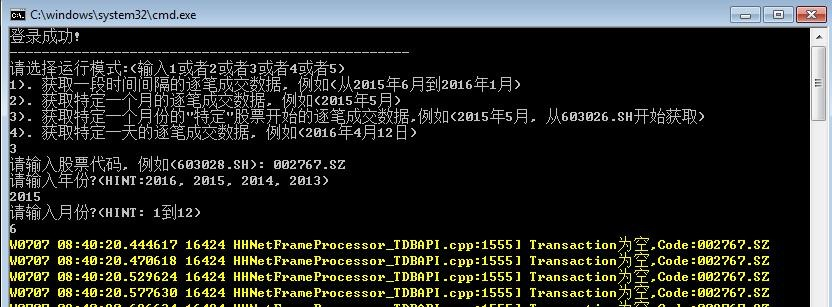 C:\windows\system32\cmd.exe
登录成功!
--------------------------------------------------
请选择运行模式:(输入1或者2或者3或者4或者5)
1). 获取一段时间间隔的逐笔成交数据, 例如(从2015年6月到2016年1月)
2). 获取特定一个月的逐笔成交数据, 例如(2015年5月)
3). 获取特定一个月份的"特定"股票开始的逐笔成交数据,例如(2015年5月, 从603026.SH开始获取)
4). 获取特定一天的逐笔成交数据, 例如(2016年4月12日)
3
请输入股票代码, 例如(603028.SH): 002767.SZ
请输入年份?(HINT:2016, 2015, 2014, 2013)
2015
请输入月份?(HINT: 1到12)
6
W0707 08:40:20.444617 16424 HHNetFrameProcessor_TDBAPI.cpp:1555] Transaction为空,Code:002767.SZ
W0707 08:40:20.470618 16424 HHNetFrameProcessor_TDBAPI.cpp:1555] Transaction为空,Code:002767.SZ
W0707 08:40:20.529624 16424 HHNetFrameProcessor_TDBAPI.cpp:1555] Transaction为空,Code:002767.SZ
W0707 08:40:20.577630 16424 HHNetFrameProcessor_TDBAPI.cpp:1555] Transaction为空,Code:002767.SZ